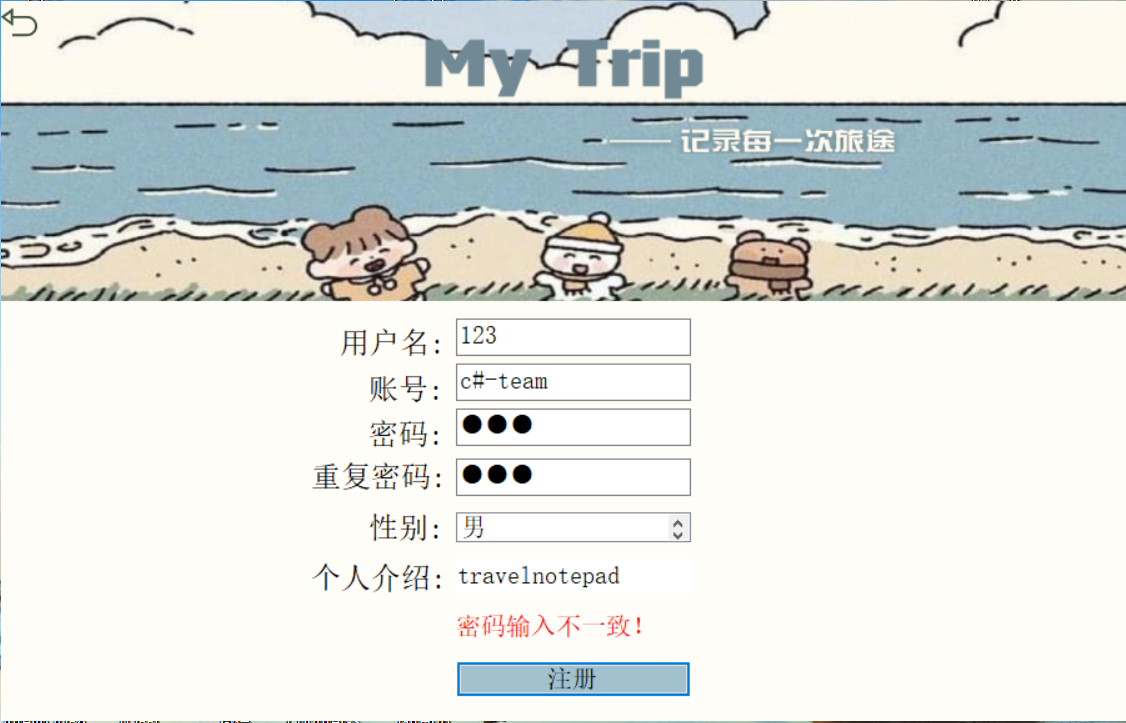 My Trip
—— 记录每一次旅途
用户名: 123
账号: c#-team
密码: ●●●
重复密码: ●●●
性别: 男
个人介绍: travelnotepad
密码输入不一致!
注册